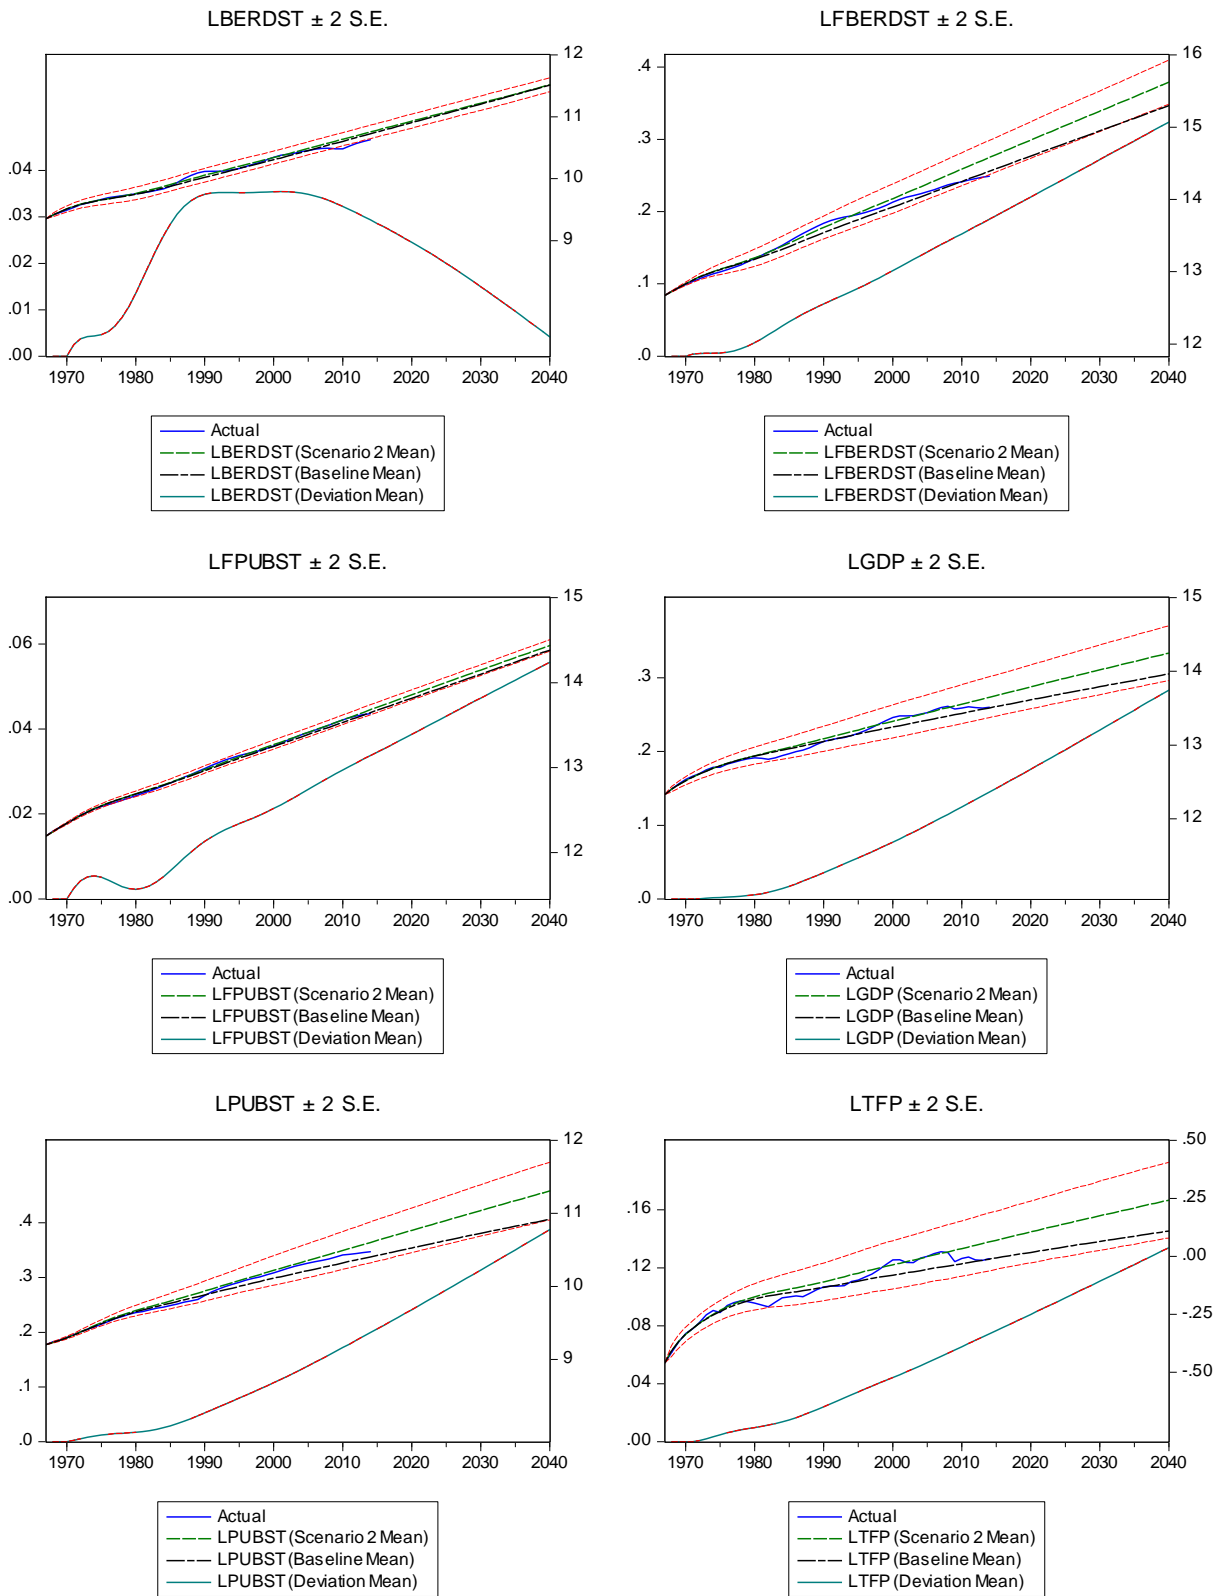 LBERDST ± 2 S.E.
12
11
10
9
.04
.03
.02
.01
.00
1970 1980 1990 2000 2010 2020 2030 2040
Actual
LBERDST (Scenario 2 Mean)
LBERDST (Baseline Mean)
LBERDST (Deviation Mean)
LFBERDST ± 2 S.E.
16
15
14
13
12
.4
.3
.2
.1
.0
1970 1980 1990 2000 2010 2020 2030 2040
Actual
LFBERDST (Scenario 2 Mean)
LFBERDST (Baseline Mean)
LFBERDST (Deviation Mean)
LFPUBST ± 2 S.E.
15
14
13
12
.06
.04
.02
.00
1970 1980 1990 2000 2010 2020 2030 2040
Actual
LFPUBST (Scenario 2 Mean)
LFPUBST (Baseline Mean)
LFPUBST (Deviation Mean)
LGDP ± 2 S.E.
15
14
13
12
.3
.2
.1
.0
1970 1980 1990 2000 2010 2020 2030 2040
Actual
LGDP (Scenario 2 Mean)
LGDP (Baseline Mean)
LGDP (Deviation Mean)
LPUBST ± 2 S.E.
12
11
10
9
.4
.3
.2
.1
.0
1970 1980 1990 2000 2010 2020 2030 2040
Actual
LPUBST (Scenario 2 Mean)
LPUBST (Baseline Mean)
LPUBST (Deviation Mean)
LTFP ± 2 S.E.
.50
.25
.00
-.25
-.50
.16
.12
.08
.04
.00
1970 1980 1990 2000 2010 2020 2030 2040
Actual
LTFP (Scenario 2 Mean)
LTFP (Baseline Mean)
LTFP (Deviation Mean)